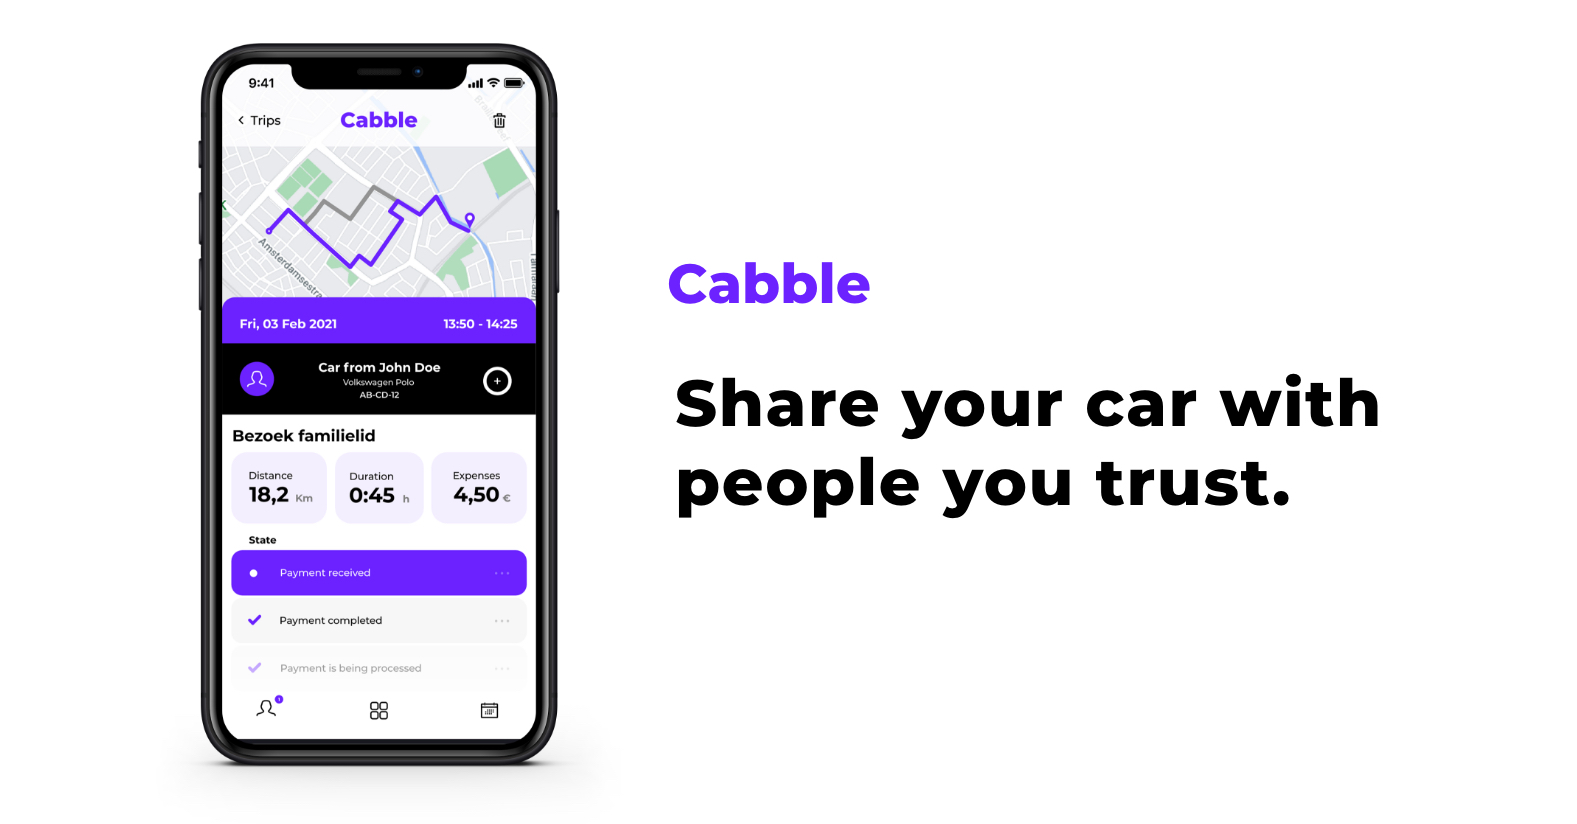 9:41
Trips
Cabble
Amsterdamsestra
Fri, 03 Feb 2021
13:50 - 14:25
Car from John Doe
Volkswagen Polo
AB-CD-12
Bezoek familielid
Distance
18,2 Km
Duration
0:45 h
Expenses
4,50 €
State
Payment received
Payment completed
Payment is being processed
Cabble
Share your car with
people you trust.